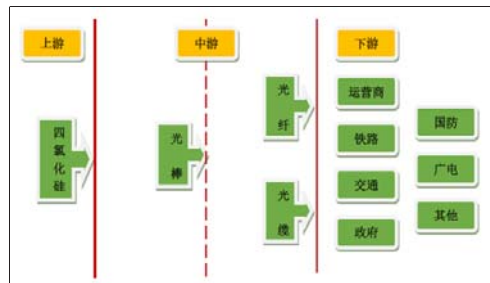 上游
中游
下游
四氯化硅
光棒
光纤
光缆
运营商
铁路
交通
政府
国防
广电
其他